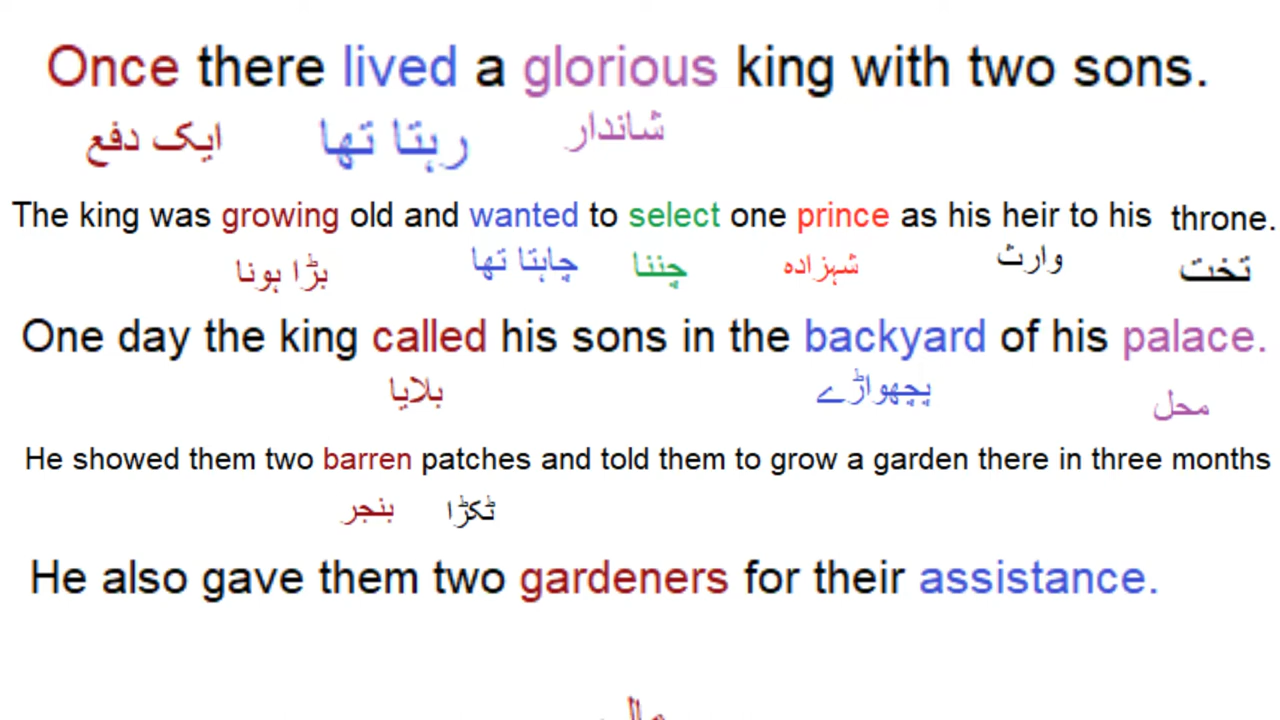 Once there lived a glorious king with two sons.
ایک دفع رہتا تھا شاندار
The king was growing old and wanted to select one prince as his heir to his throne.
بڑا ہونا چاہتا تھا چننا شہزادہ وارث تخت
One day the king called his sons in the backyard of his palace.
بلایا پچھواڑے محل
He showed them two barren patches and told them to grow a garden there in three months
بنجر ٹکڑا
He also gave them two gardeners for their assistance.